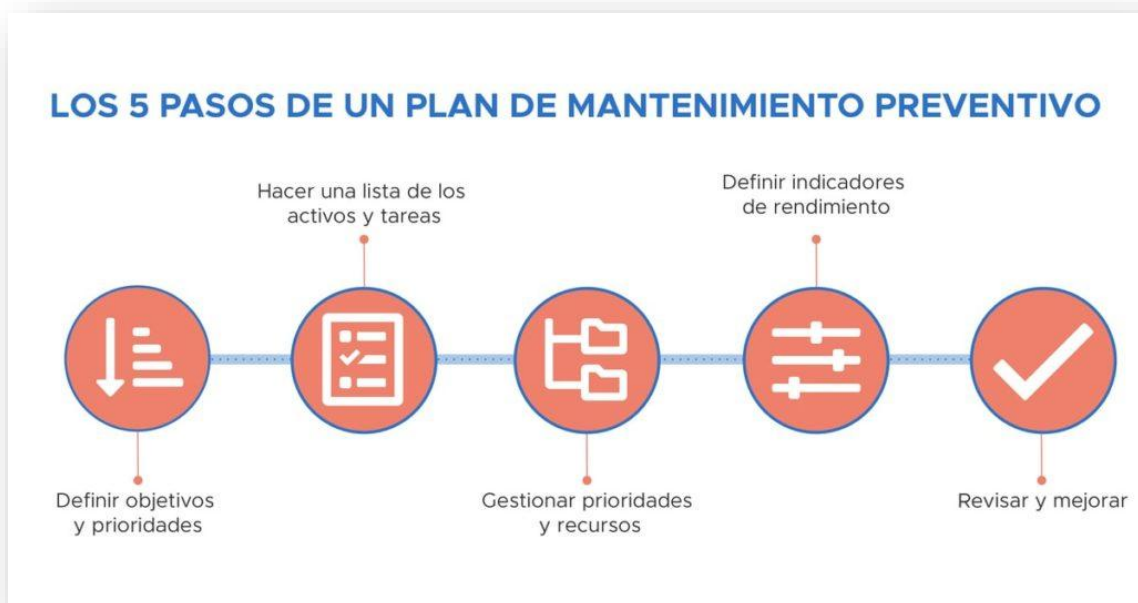 LOS 5 PASOS DE UN PLAN DE MANTENIMIENTO PREVENTIVO
Definir objetivos
y prioridades
Hacer una lista de los
activos y tareas
Gestionar prioridades
y recursos
Definir indicadores
de rendimiento
Revisar y mejorar